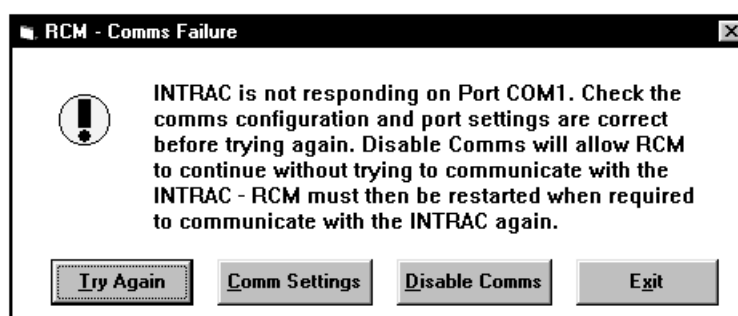 RCM - Comms Failure
INTRAC is not responding on Port COM1. Check the
comms configuration and port settings are correct
before trying again. Disable Comms will allow RCM
to continue without trying to communicate with the
INTRAC - RCM must then be restarted when required
to communicate with the INTRAC again.
Try Again Comm Settings Disable Comms Exit